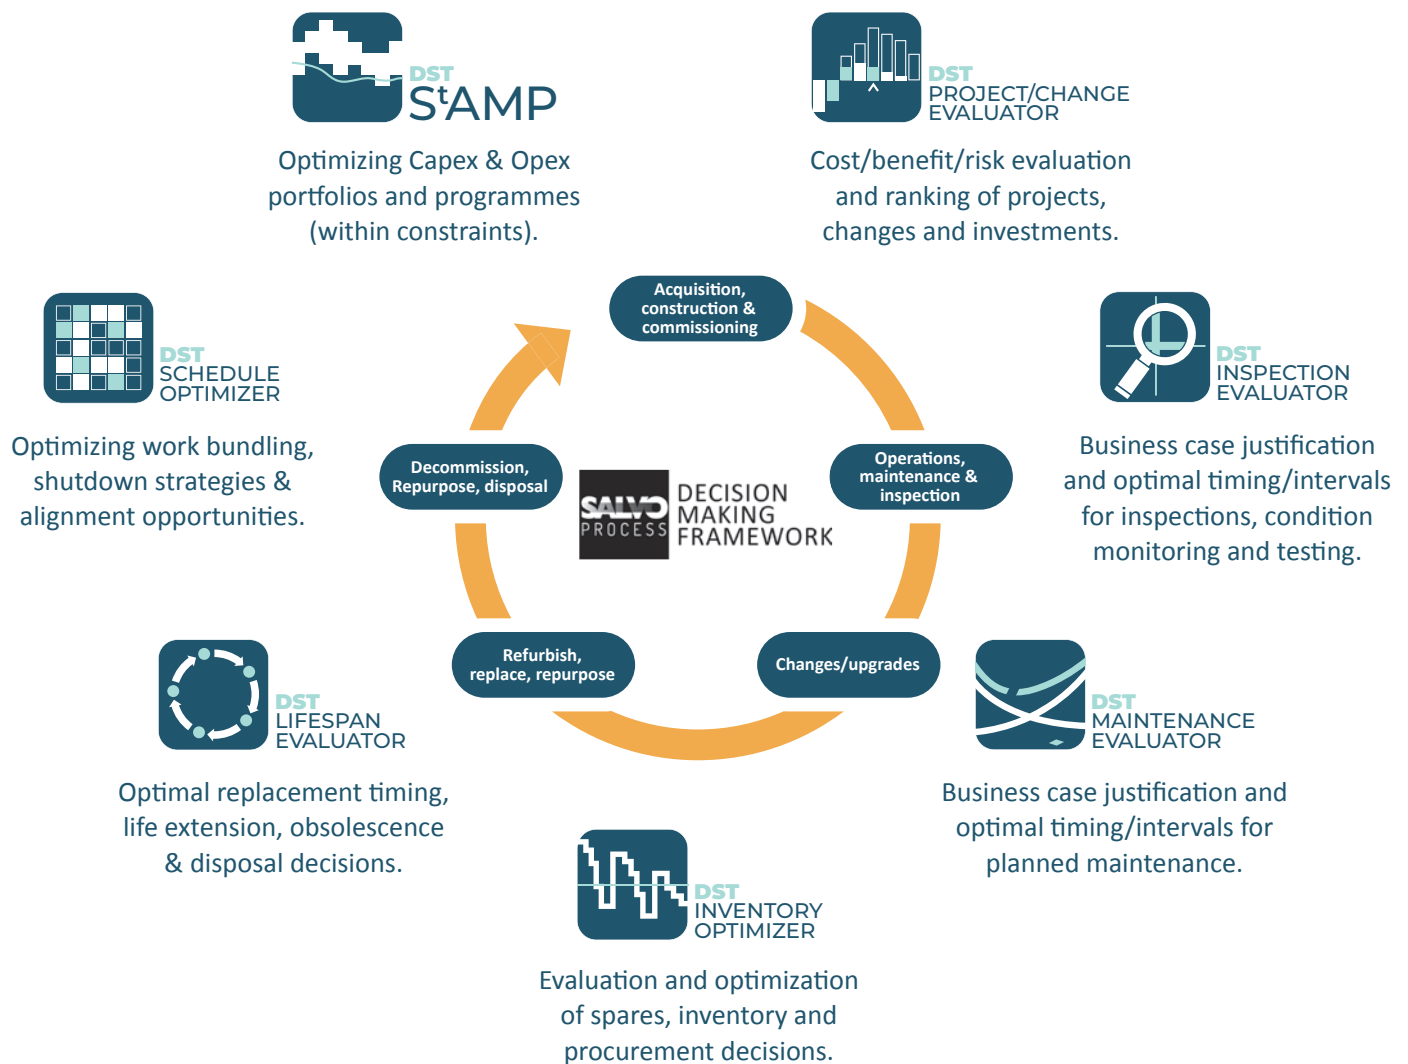 DST
StAMP
Optimizing Capex & Opex
portfolios and programmes
(within constraints).
DST
PROJECT/CHANGE
EVALUATOR
Cost/benefit/risk evaluation
and ranking of projects,
changes and investments.
DST
SCHEDULE
OPTIMIZER
Optimizing work bundling,
shutdown strategies &
alignment opportunities.
Acquisition,
construction &
commissioning
DST
INSPECTION
EVALUATOR
Business case justification
and optimal timing/intervals
for inspections, condition
monitoring and testing.
Decommission,
Repurpose, disposal
SALVO
PROCESS
DECISION
MAKING
FRAMEWORK
Operations,
maintenance &
inspection
Refurbish,
replace, repurpose
Changes/upgrades
DST
LIFESPAN
EVALUATOR
Optimal replacement timing,
life extension, obsolescence
& disposal decisions.
DST
MAINTENANCE
EVALUATOR
Business case justification and
optimal timing/intervals for
planned maintenance.
DST
INVENTORY
OPTIMIZER
Evaluation and optimization
of spares, inventory and
procurement decisions.